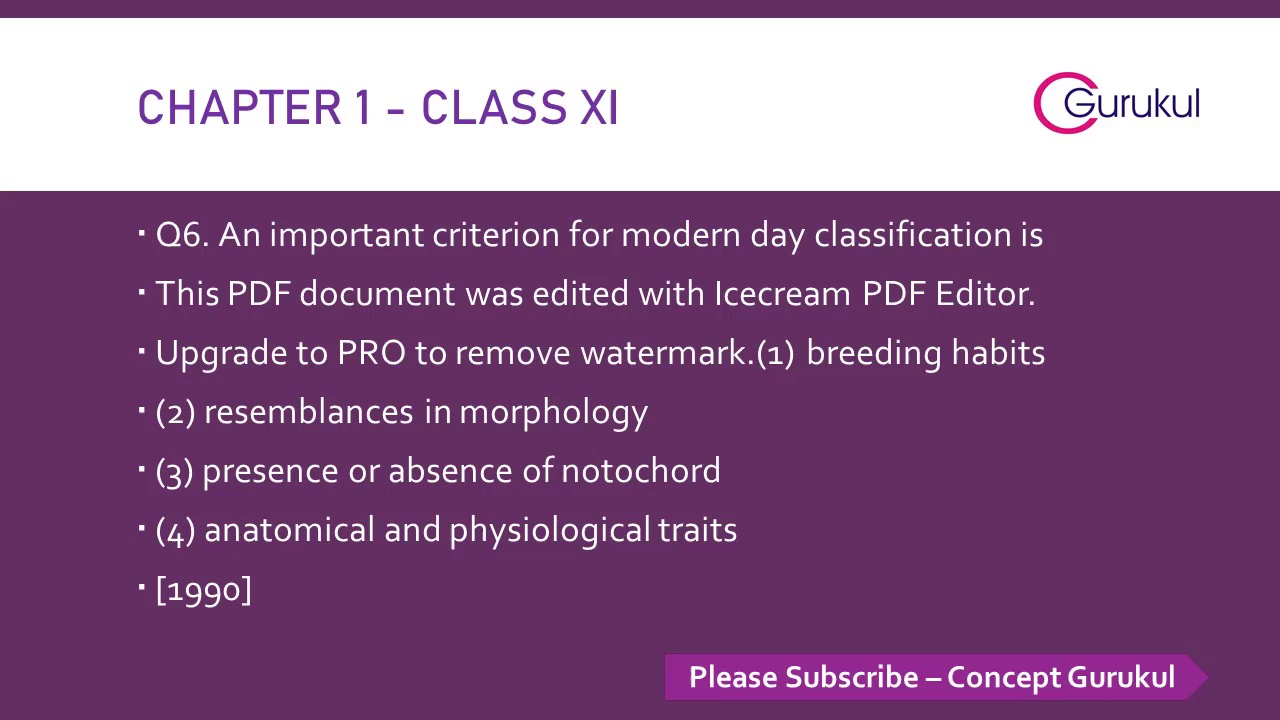 CHAPTER 1 - CLASS XI
Gurukul
▪ Q6. An important criterion for modern day classification is
▪ This PDF document was edited with Icecream PDF Editor.
▪ Upgrade to PRO to remove watermark.(1) breeding habits
▪ (2) resemblances in morphology
▪ (3) presence or absence of notochord
▪ (4) anatomical and physiological traits
▪ [1990]
Please Subscribe – Concept Gurukul